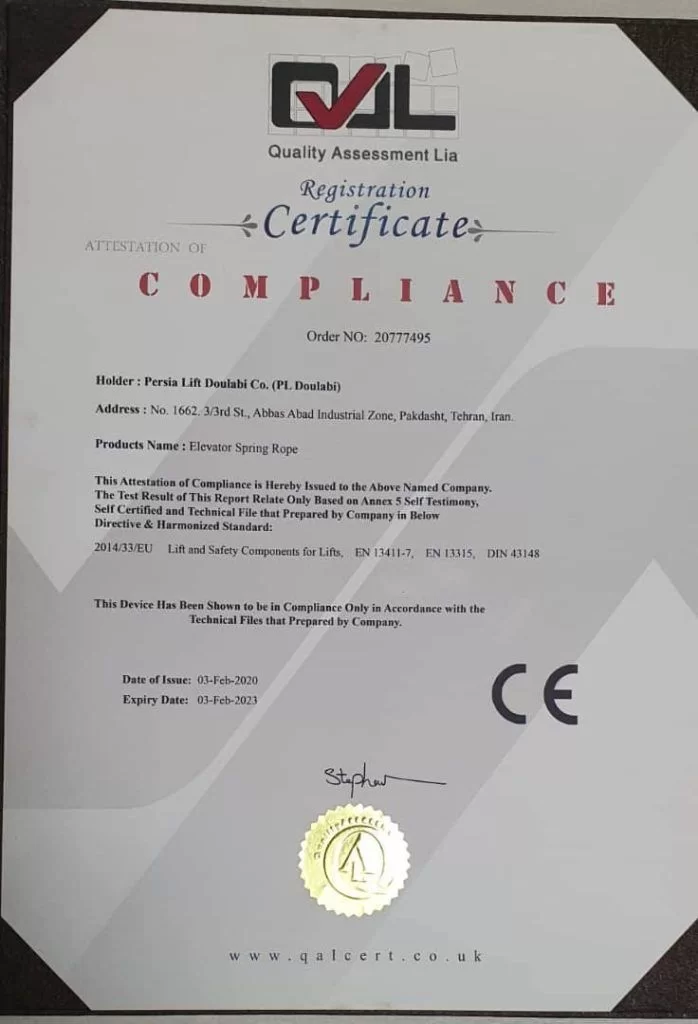 QAL
Quality Assessment Lia
Registration
Certificate
ATTESTATION OF
COMPLIANCE
Order NO: 20777495
Holder : Persia Lift Doulabi Co. (PL Doulabi)
Address : No. 1662. 3/3rd St., Abbas Abad Industrial Zone, Pakdasht, Tehran, Iran.
Products Name : Elevator Spring Rope
This Attestation of Compliance is Hereby Issued to the Above Named Company.
The Test Result of This Report Relate Only Based on Annex 5 Self Testimony,
Self Certified and Technical File that Prepared by Company in Below
Directive & Harmonized Standard:
2014/33/EU Lift and Safety Components for Lifts, EN 13411-7, EN 13315, DIN 43148
This Device Has Been Shown to be in Compliance Only in Accordance with the
Technical Files that Prepared by Company.
Date of Issue: 03-Feb-2020
Expiry Date: 03-Feb-2023
CE
www.qalcert.co.uk